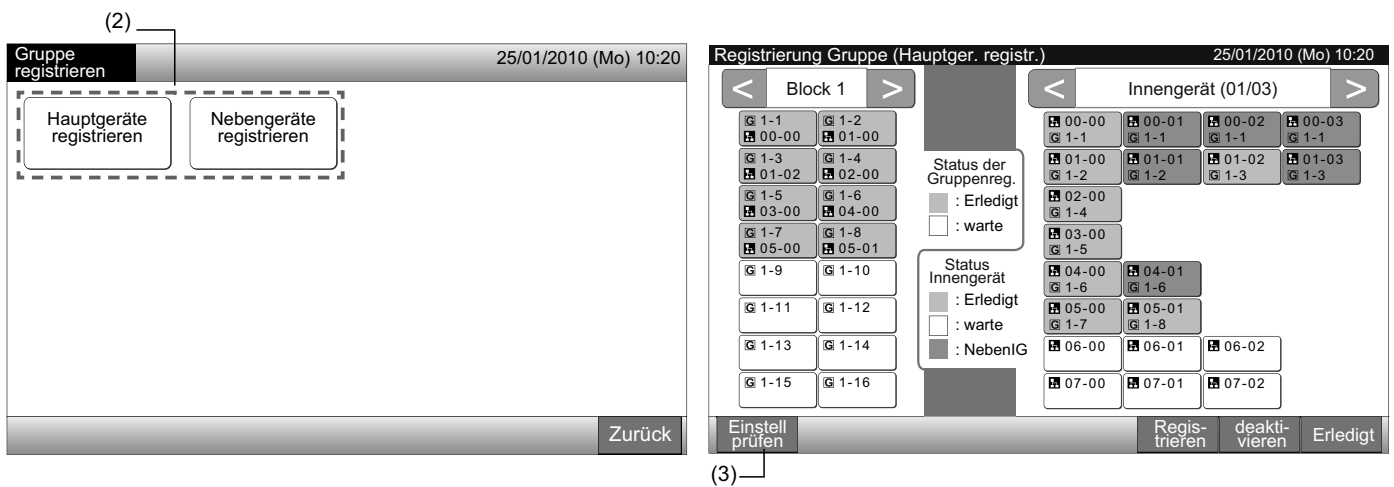 (2)
Gruppe
registrieren
25/01/2010 (Mo) 10:20
Hauptgeräte
registrieren
Nebengeräte
registrieren
Zurück
Registrierung Gruppe (Hauptger. registr.)
25/01/2010 (Mo) 10:20
< Block 1 >
G 1-1
00-00
G 1-2
01-00
G 1-3
01-02
G 1-4
02-00
G 1-5
03-00
G 1-6
04-00
G 1-7
05-00
G 1-8
05-01
G 1-9
G 1-10
G 1-11
G 1-12
G 1-13
G 1-14
G 1-15
G 1-16
Status der
Gruppenreg.
: Erledigt
: warte
Status
Innengerät
: Erledigt
: warte
: NebenIG
< Innengerät (01/03) >
00-00
G 1-1
00-01
G 1-1
00-02
G 1-1
00-03
G 1-1
01-00
G 1-2
01-01
G 1-2
01-02
G 1-3
01-03
G 1-3
02-00
G 1-4
03-00
G 1-5
04-00
G 1-6
04-01
G 1-6
05-00
G 1-7
05-01
G 1-8
06-00
06-01
06-02
07-00
07-01
07-02
Einstell
prüfen
Regis-
trieren
deakti-
vieren
Erledigt
(3)